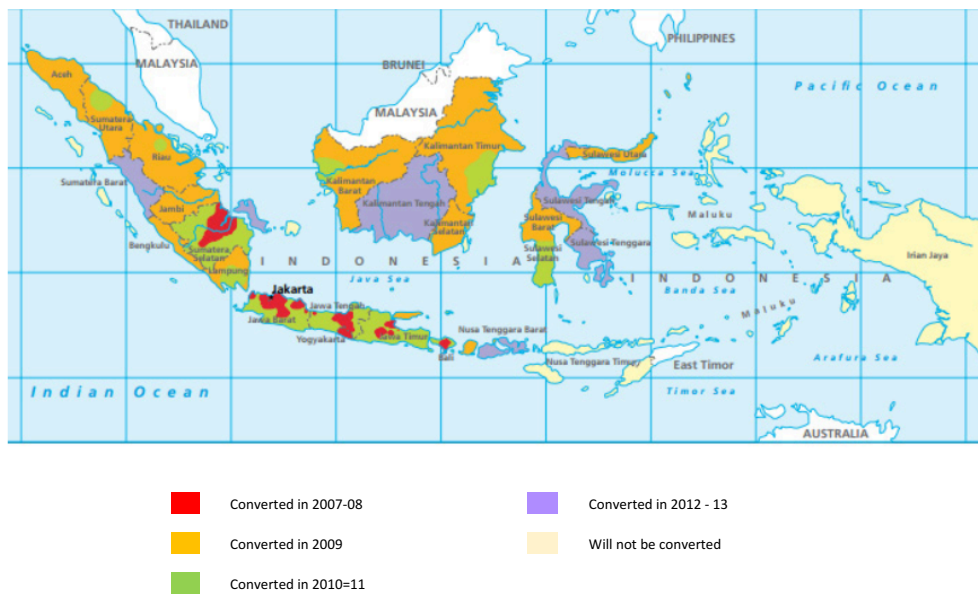 THAILAND
MALAYSIA
BRUNEI
MALAYSIA
PHILIPPINES
Pacific Ocean
Aceh
Sumatera
Utara
Riau
Sumatera Barat
Jambi
Bengkulu
Sumatera
Selatan
Lampung
Kalimantan Timur
Kalimantan
Barat
Kalimantan Tengah
Kalimantan
Selatan
Sulawesi Utara
Molucca Sea
Sulawesi Tengah
Sulawesi
Barat
Sulawesi Tenggara
Sulawesi
Selatan
Maluku
Irian Jaya
INDONESIA
Java Sea
INDONESIA
Banda Sea
Maluku
Jakarta
Jawa Barat
Jawa Tengah
Yogyakarta
Jawa Timur
Bali
Nusa Tenggara Barat
Nusa Tenggara Timor
East Timor
Arafura Sea
Timor Sea
Indian Ocean
AUSTRALIA
Converted in 2007-08
Converted in 2012 - 13
Converted in 2009
Will not be converted
Converted in 2010=11